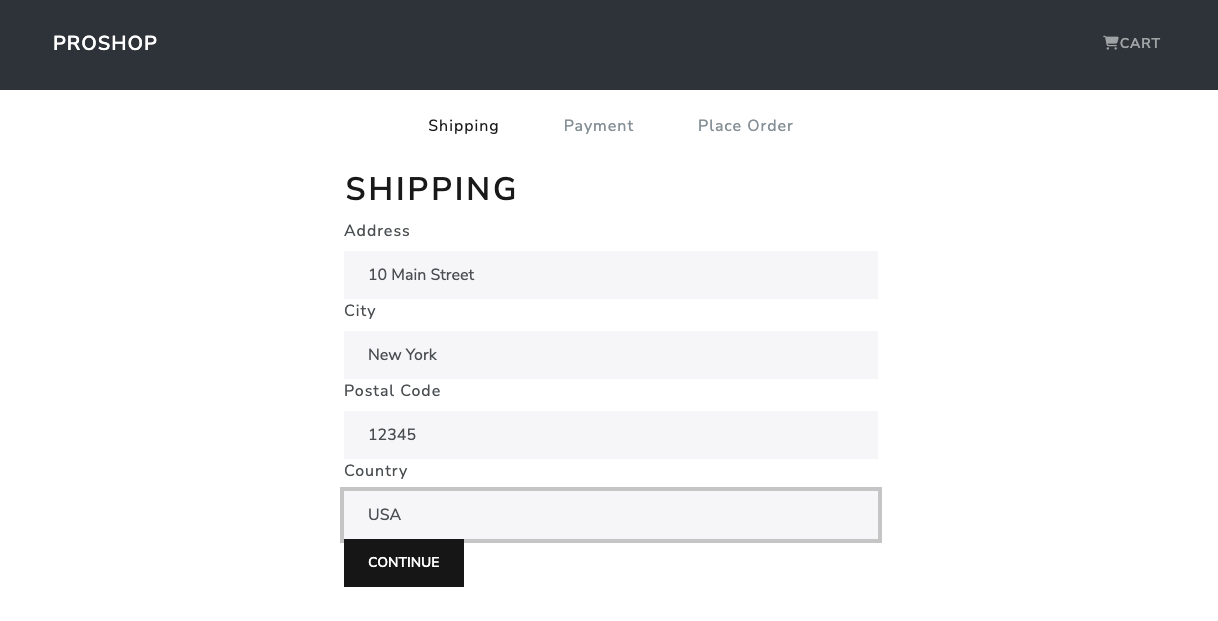 PROSHOP
CART
Shipping Payment Place Order
SHIPPING
Address
10 Main Street
City
New York
Postal Code
12345
Country
USA
CONTINUE